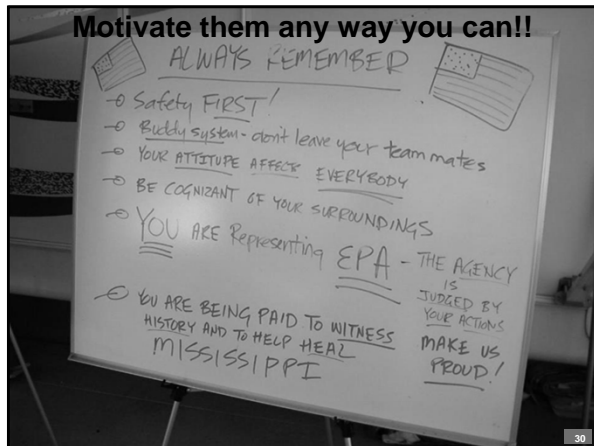 Motivate them any way you can!!
ALWAYS REMEMBER
Safety FIRST!
Buddy system - don't leave your team mates
YOUR ATTITUDE AFFECTS EVERYBODY
BE COGNIZANT OF YOUR SURROUNDINGS
YOU ARE Representing EPA - THE AGENCY
IS
JUDGED BY
YOUR ACTIONS
MAKE US
PROUD!
YOU ARE BEING PAID TO WITNESS
HISTORY AND TO HELP HEAL
MISSISSIPPI
30